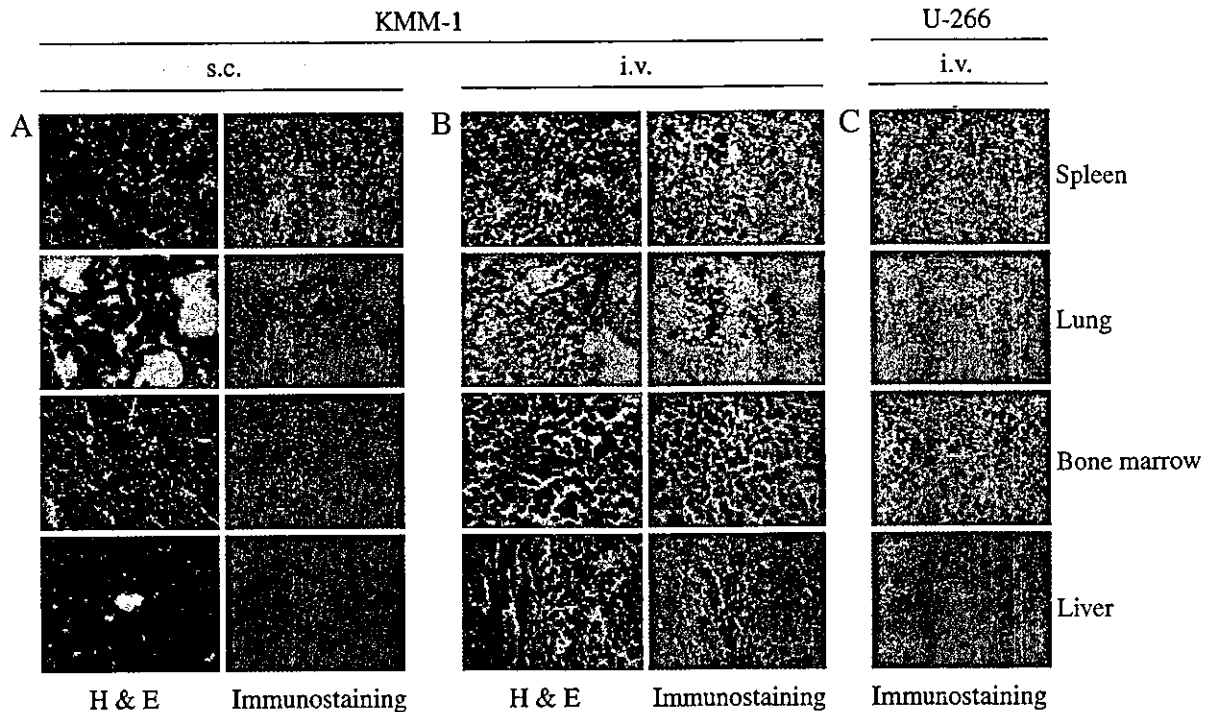 KMM-1 U-266
s.c. i.v. i.v.
A B C
Spleen
Lung
Bone marrow
Liver
H & E Immunostaining H & E Immunostaining Immunostaining